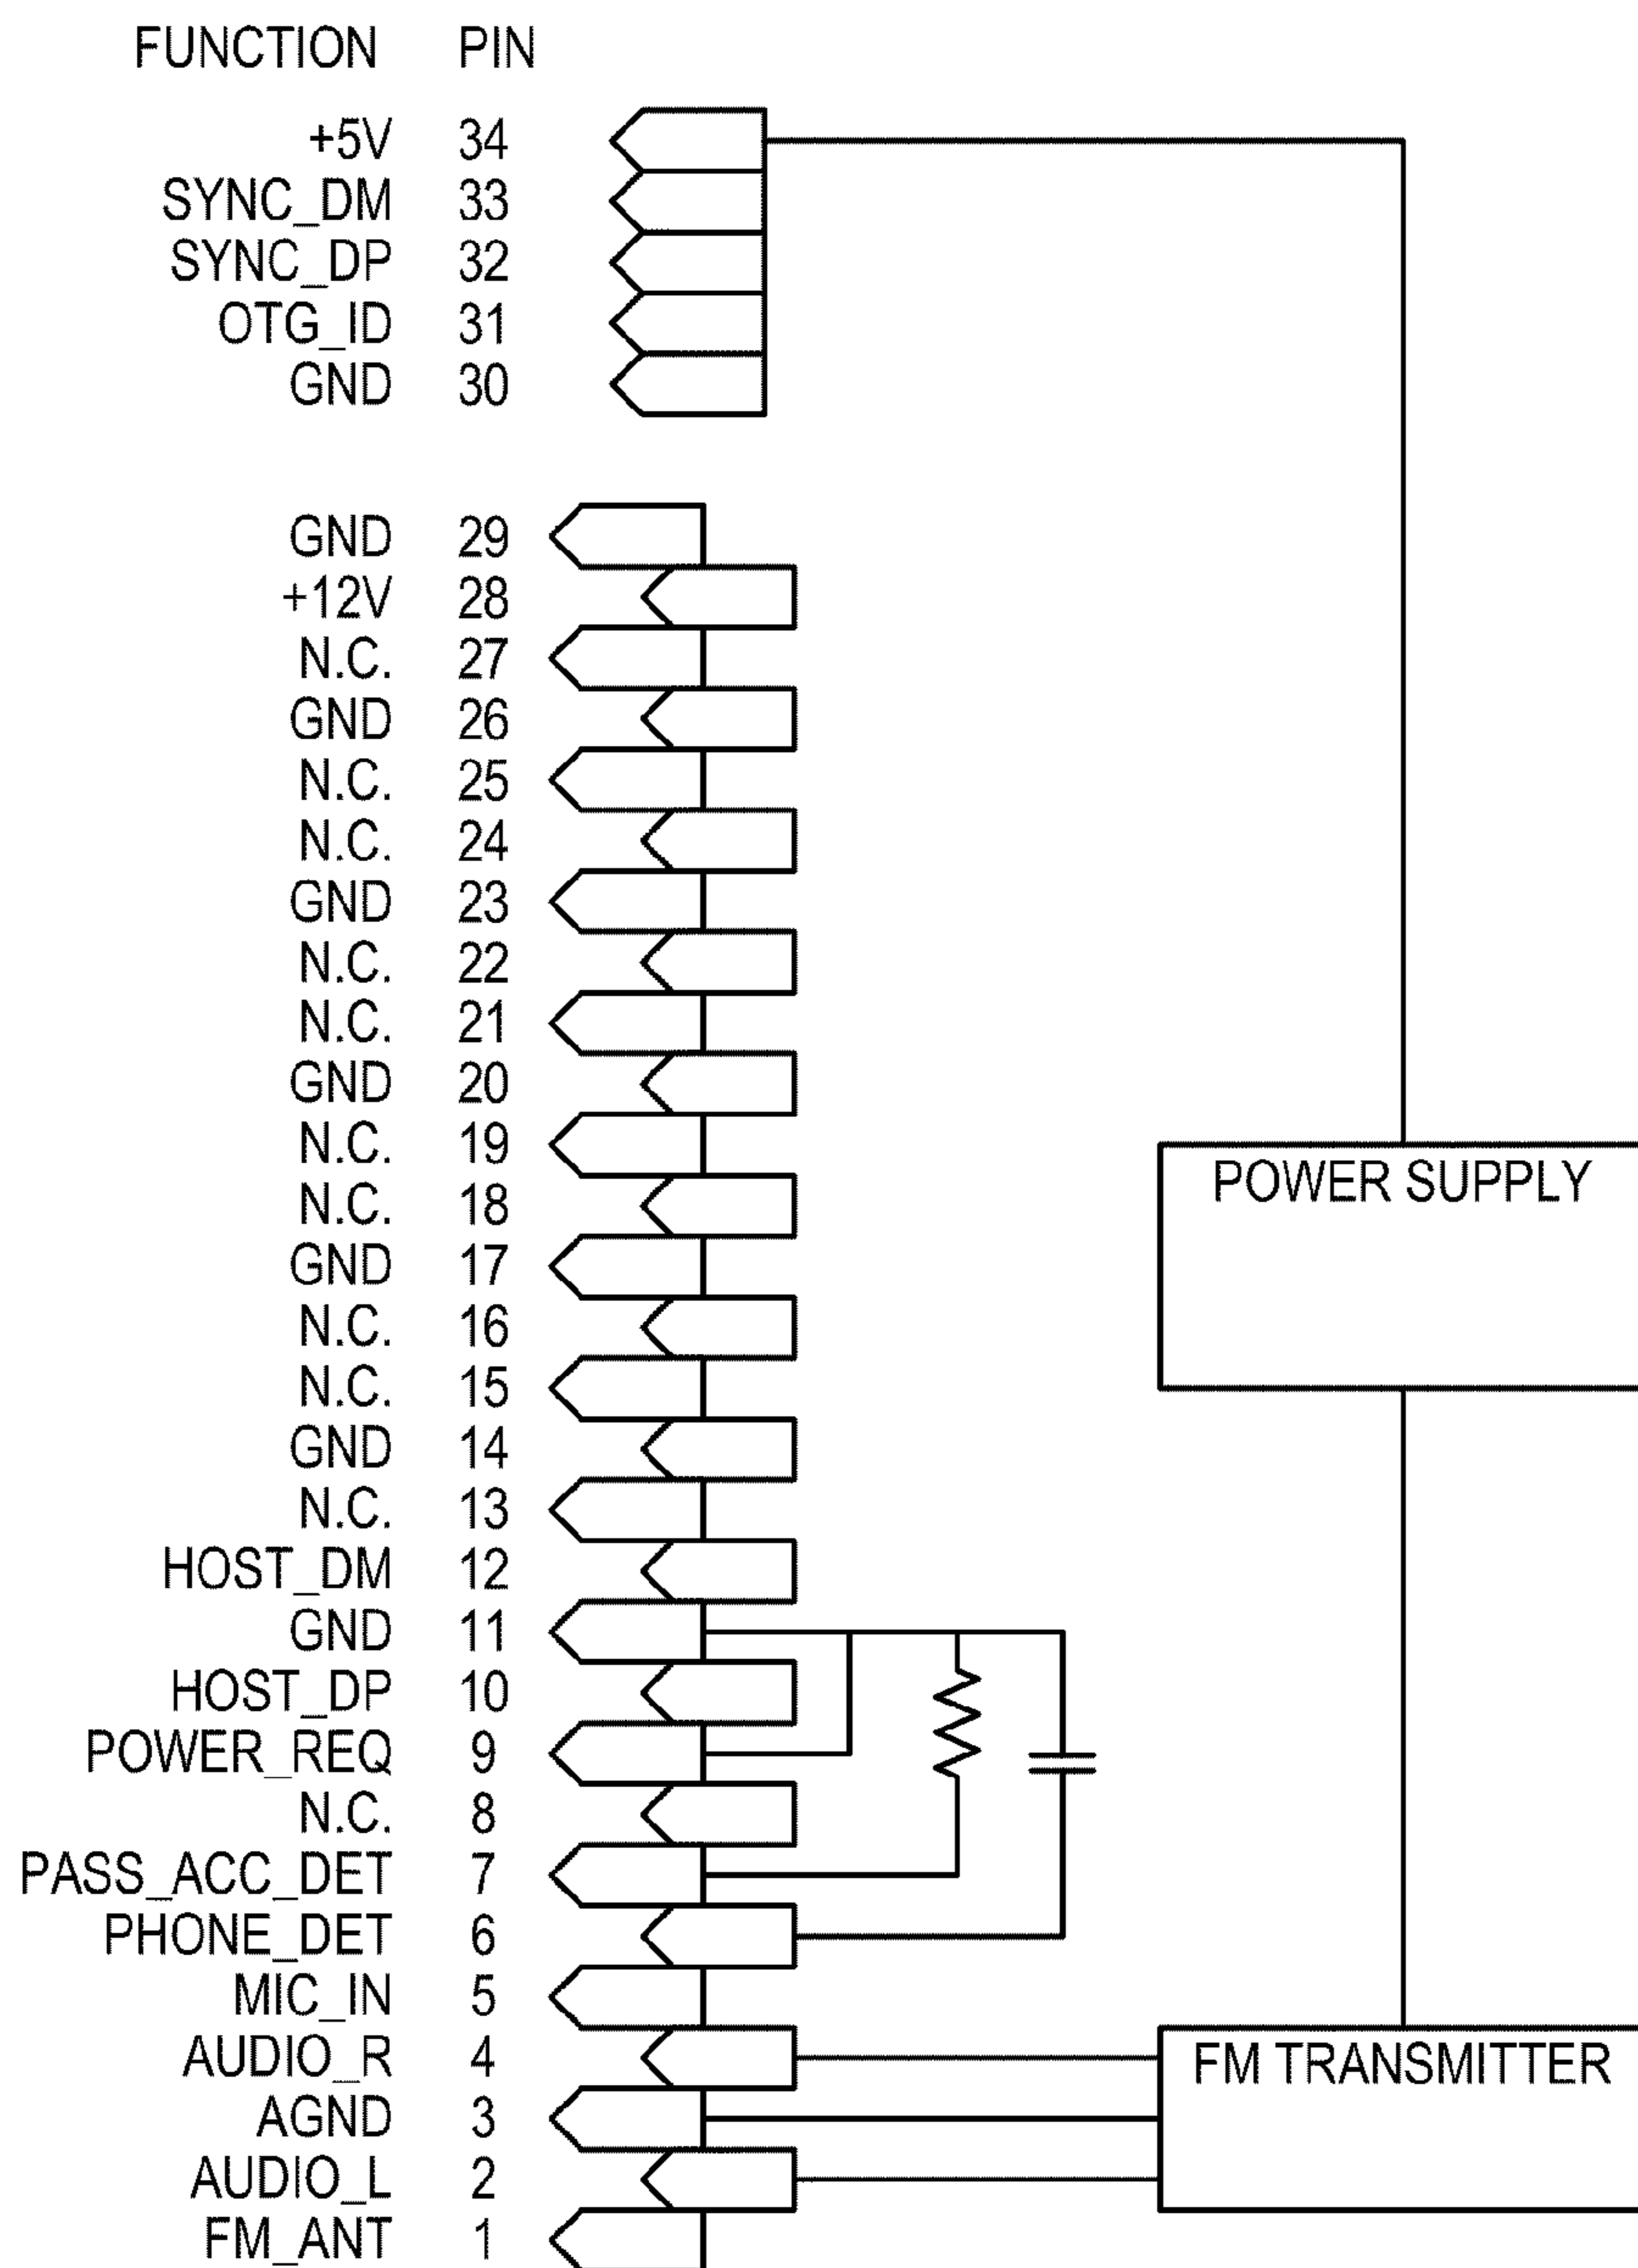 FUNCTION PIN
+5V 34
SYNC_DM 33
SYNC_DP 32
OTG_ID 31
GND 30
GND 29
+12V 28
N.C. 27
GND 26
N.C. 25
N.C. 24
GND 23
N.C. 22
N.C. 21
GND 20
N.C. 19
POWER SUPPLY
N.C. 18
GND 17
N.C. 16
N.C. 15
GND 14
N.C. 13
HOST_DM 12
GND 11
HOST_DP 10
POWER_REQ 9
N.C. 8
PASS_ACC_DET 7
PHONE_DET 6
MIC_IN 5
AUDIO_R 4
FM TRANSMITTER
AGND 3
AUDIO_L 2
FM_ANT 1